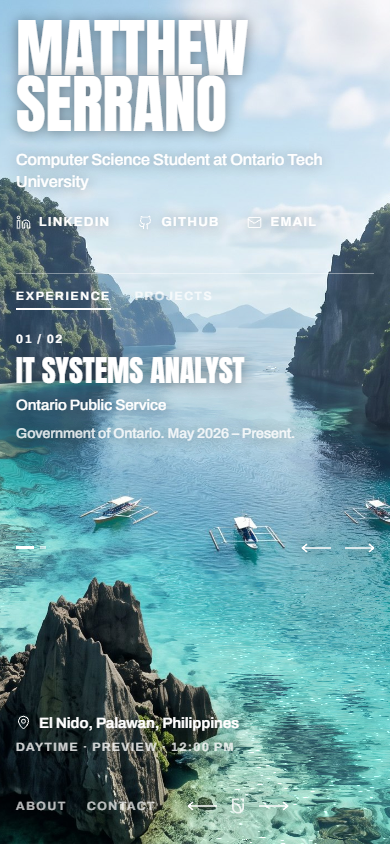 MATTHEW
SERRANO
Computer Science Student at Ontario Tech
University
LINKEDIN GITHUB EMAIL
EXPERIENCE PROJECTS
01 / 02
IT SYSTEMS ANALYST
Ontario Public Service
Government of Ontario. May 2026 – Present.
El Nido, Palawan, Philippines
DAYTIME · PREVIEW · 12:00 PM
ABOUT CONTACT